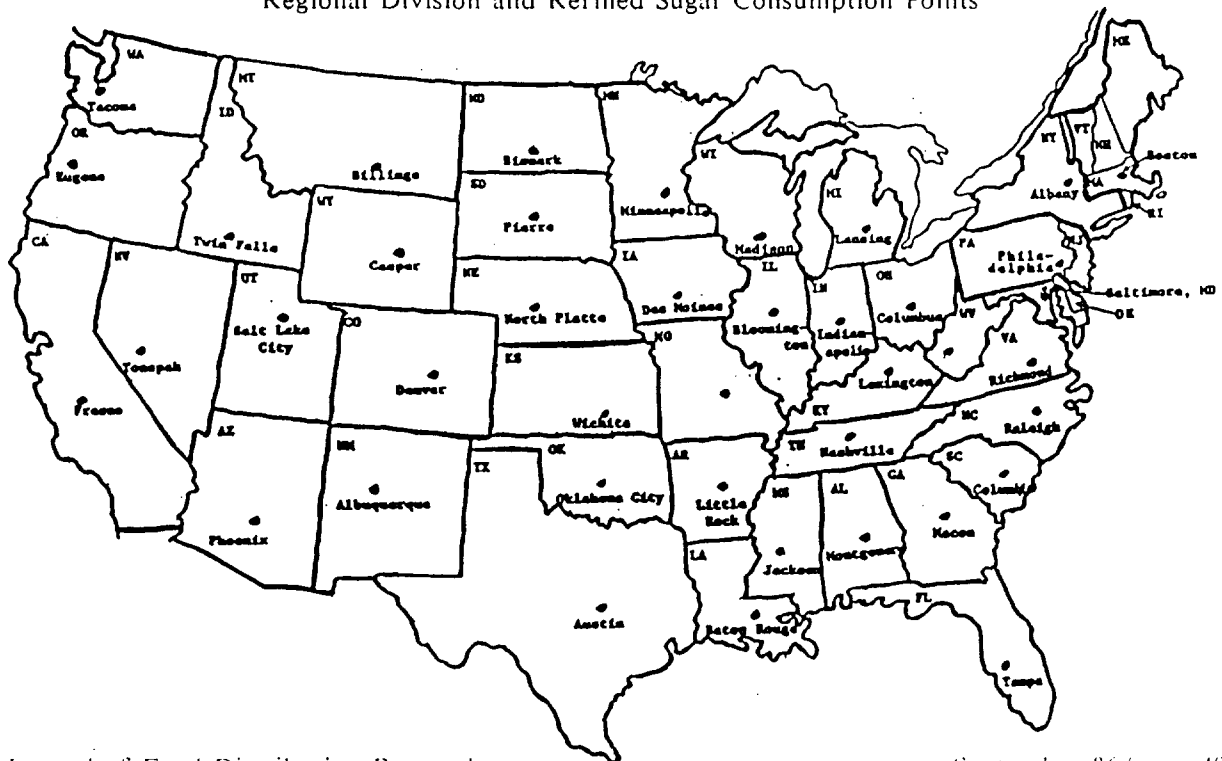 Regional Division and Refined Sugar Consumption Points
WA
Tacoma
OR
Eugene
ID
Twin Falls
MT
Billings
ND
Bismark
SD
Pierre
MN
Minneapolis
WI
Madison
MI
Lansing
ME
NY
VT
NH
Boston
MA
Albany
RI
WY
Casper
CA
Fresno
NV
Tonopah
UT
Salt Lake
City
CO
Denver
NE
North Platte
IA
Des Moines
IL
Blooming-
ton
IN
Indian-
apolis
OH
Columbus
PA
Phila-
delphia
NJ
Baltimore, MD
DE
WV
VA
Richmond
KS
Wichita
MO
KY
Lexington
NC
Raleigh
AZ
Phoenix
NM
Albuquerque
TX
Austin
OK
Oklahoma City
AR
Little
Rock
TN
Nashville
SC
Columbia
MS
Jackson
AL
Montgomery
GA
Macon
LA
Baton Rouge
FL
Tampa